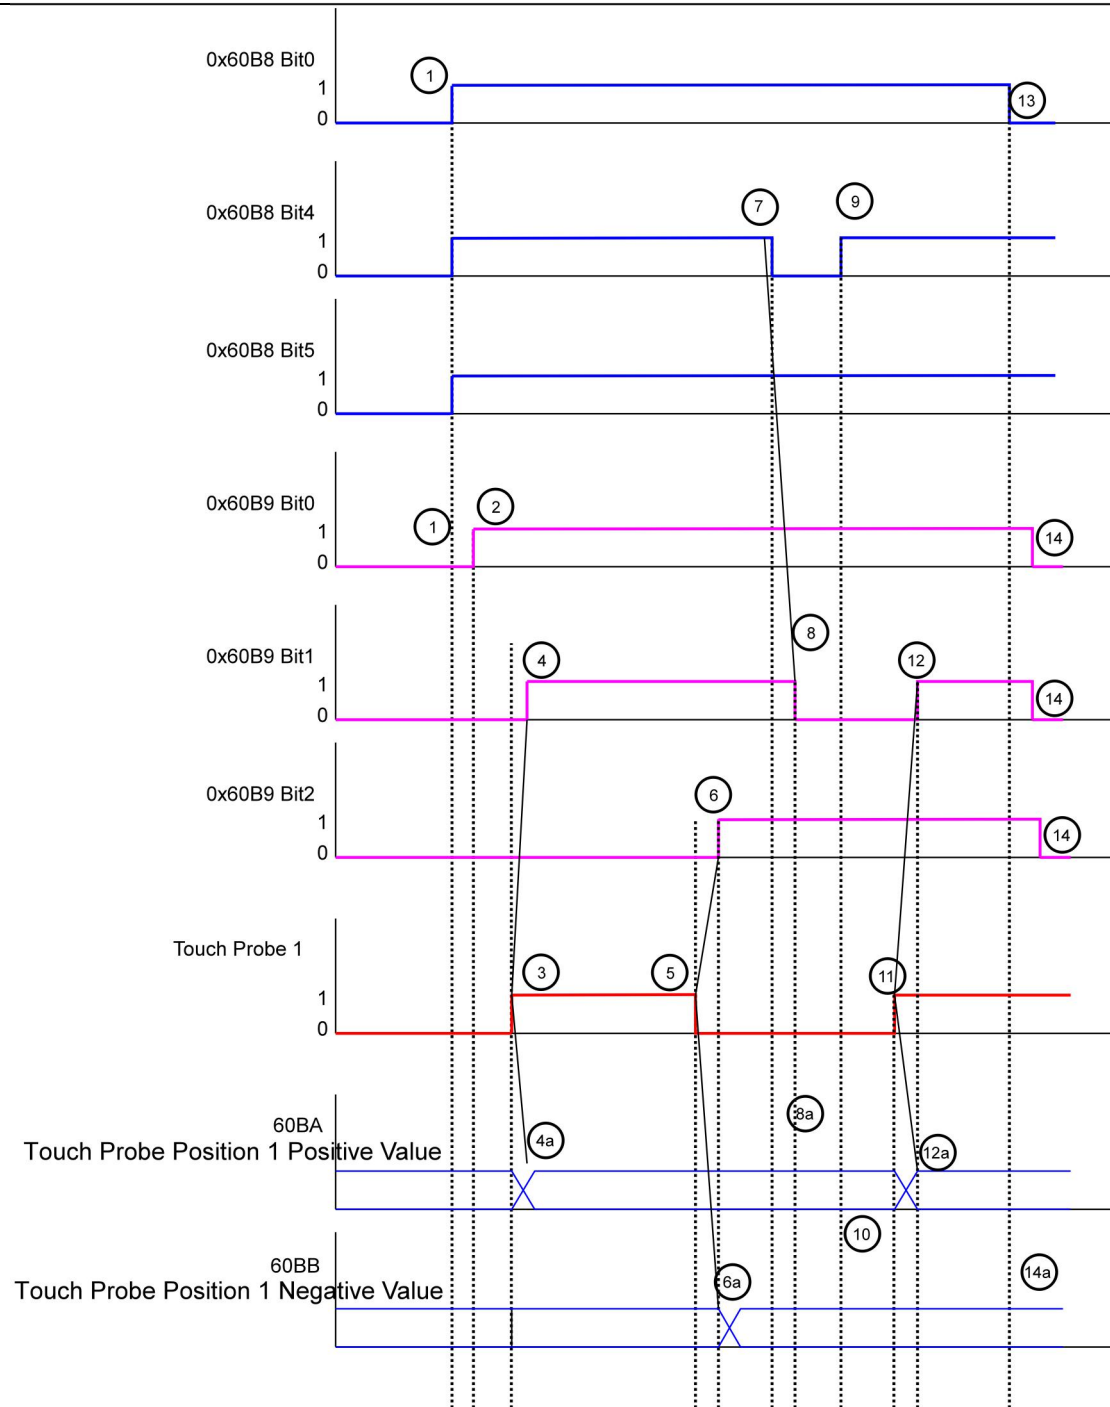 0x60B8 Bit0
1
1
0
13
0x60B8 Bit4
7
9
1
0
0x60B8 Bit5
1
0
0x60B9 Bit0
1
2
1
0
14
0x60B9 Bit1
4
8
12
1
0
14
0x60B9 Bit2
6
1
0
14
Touch Probe 1
3
5
11
1
0
60BA
Touch Probe Position 1 Positive Value
4a
8a
12a
10
60BB
Touch Probe Position 1 Negative Value
6a
14a